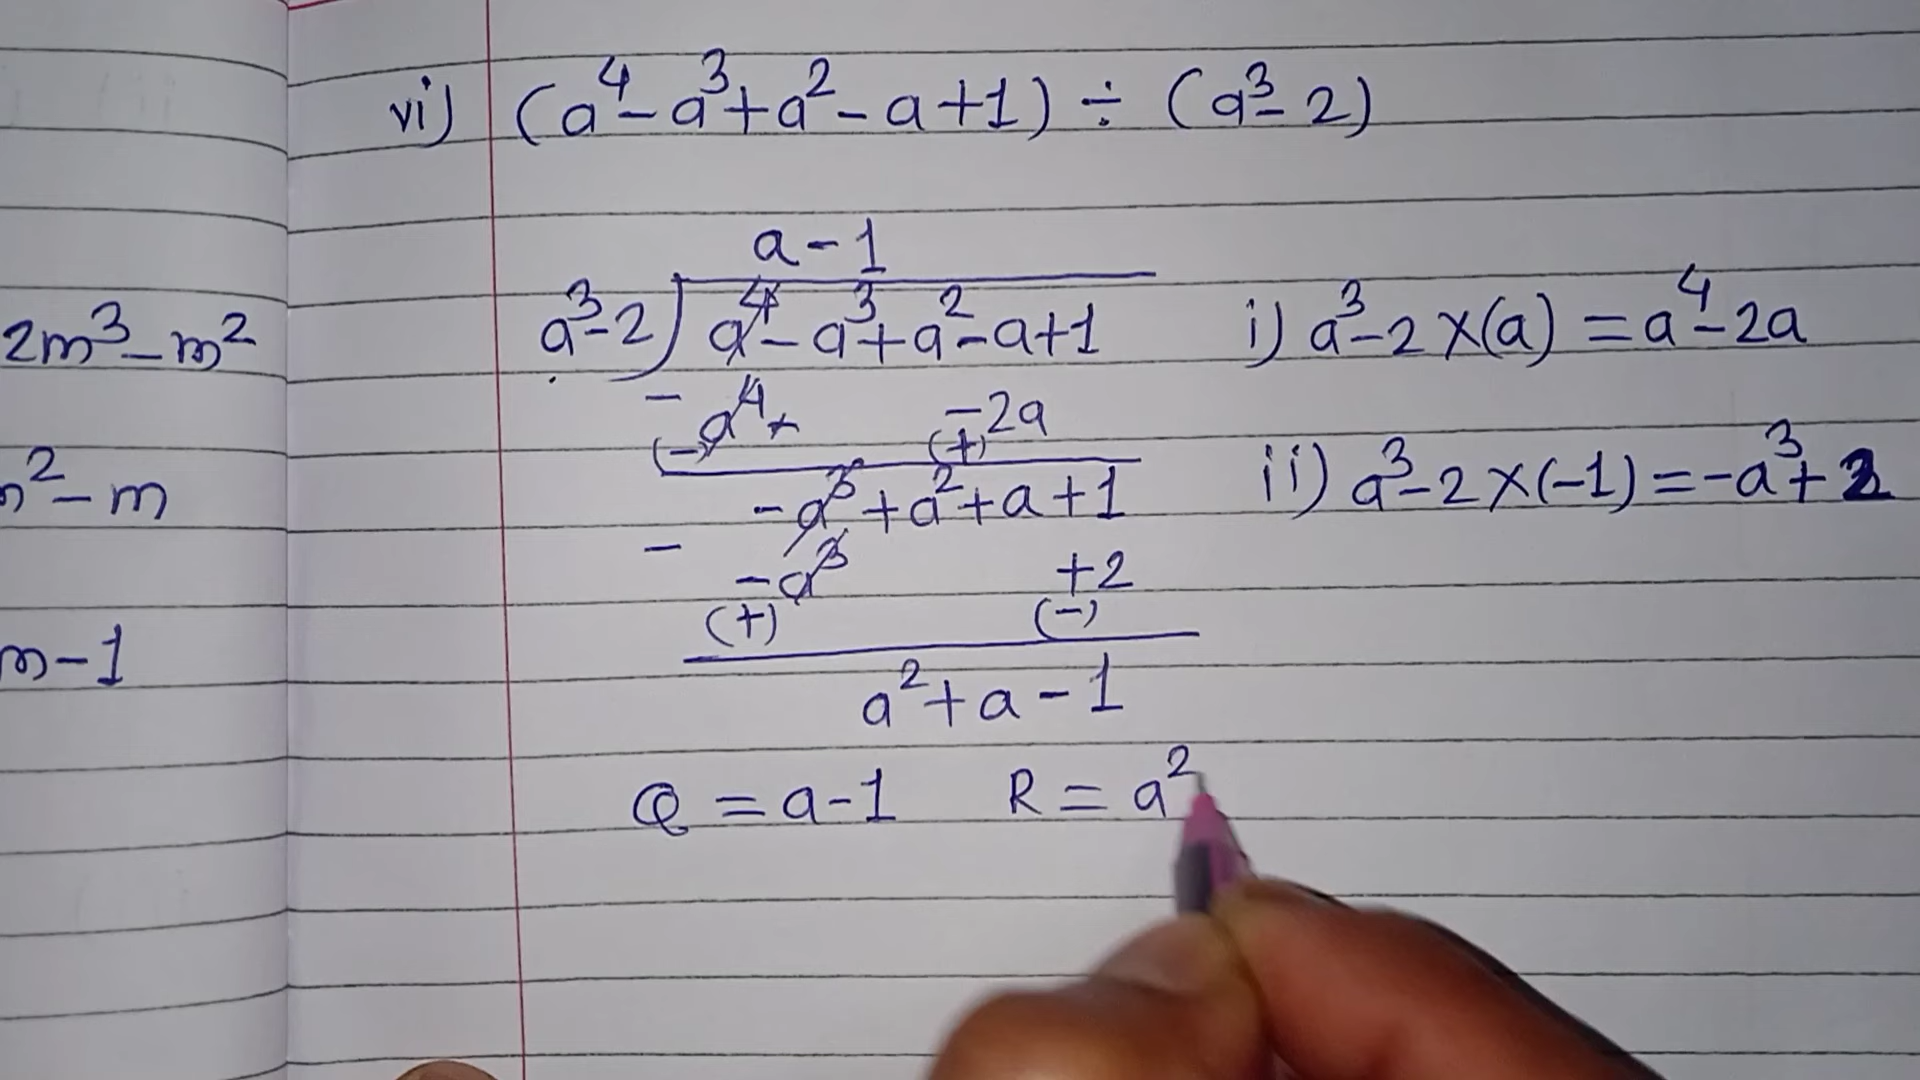 vi) (a⁴-a³+a²-a+1) ÷ (a³-2)
a-1
a³-2) a⁴-a³+a²-a+1
- a⁴ -2a
(-) (+)
-a³+a²+a+1
- -a³ +2
(+) (-)
a²+a-1
Q = a-1 R = a²
i) a³-2×(a) = a⁴-2a
ii) a³-2×(-1) = -a³+2
2m³-m²
²-m
m-1